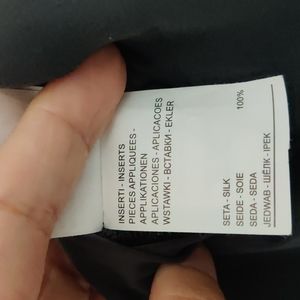 INSERTI - INSERTS
PIECES APPLIQUEES -
APPLIKATIONEN
APLICACIONES - APLICACOES
WSTAWKI - ВСТАВКИ - EKLER
100%
SETA - SILK
SEIDE - SOIE
SEDA - SEDA
JEDWAB - ШЁЛК - IPEK